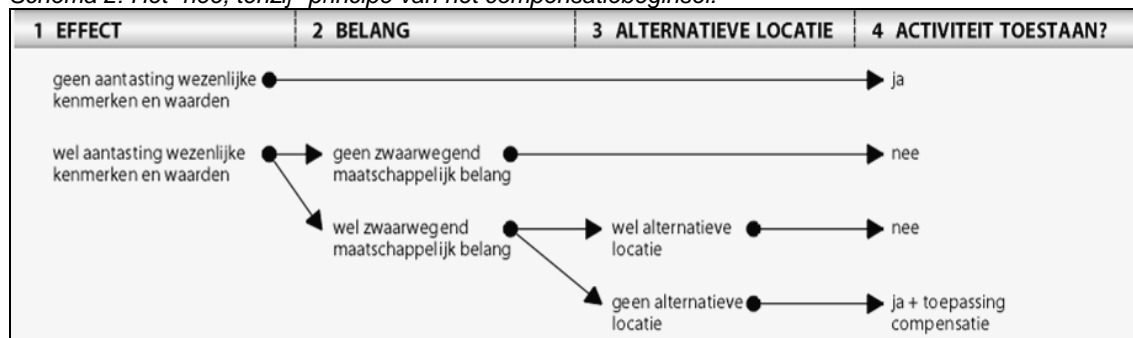 Schema 2: Het 'nee, tenzij'-principe van het compensatiebeginsel.
1 EFFECT 2 BELANG 3 ALTERNATIEVE LOCATIE 4 ACTIVITEIT TOESTAAN?
geen aantasting wezenlijke
kenmerken en waarden
ja
wel aantasting wezenlijke
kenmerken en waarden
geen zwaarwegend
maatschappelijk belang
nee
wel zwaarwegend
maatschappelijk belang
wel alternatieve
locatie
nee
geen alternatieve
locatie
ja + toepassing
compensatie